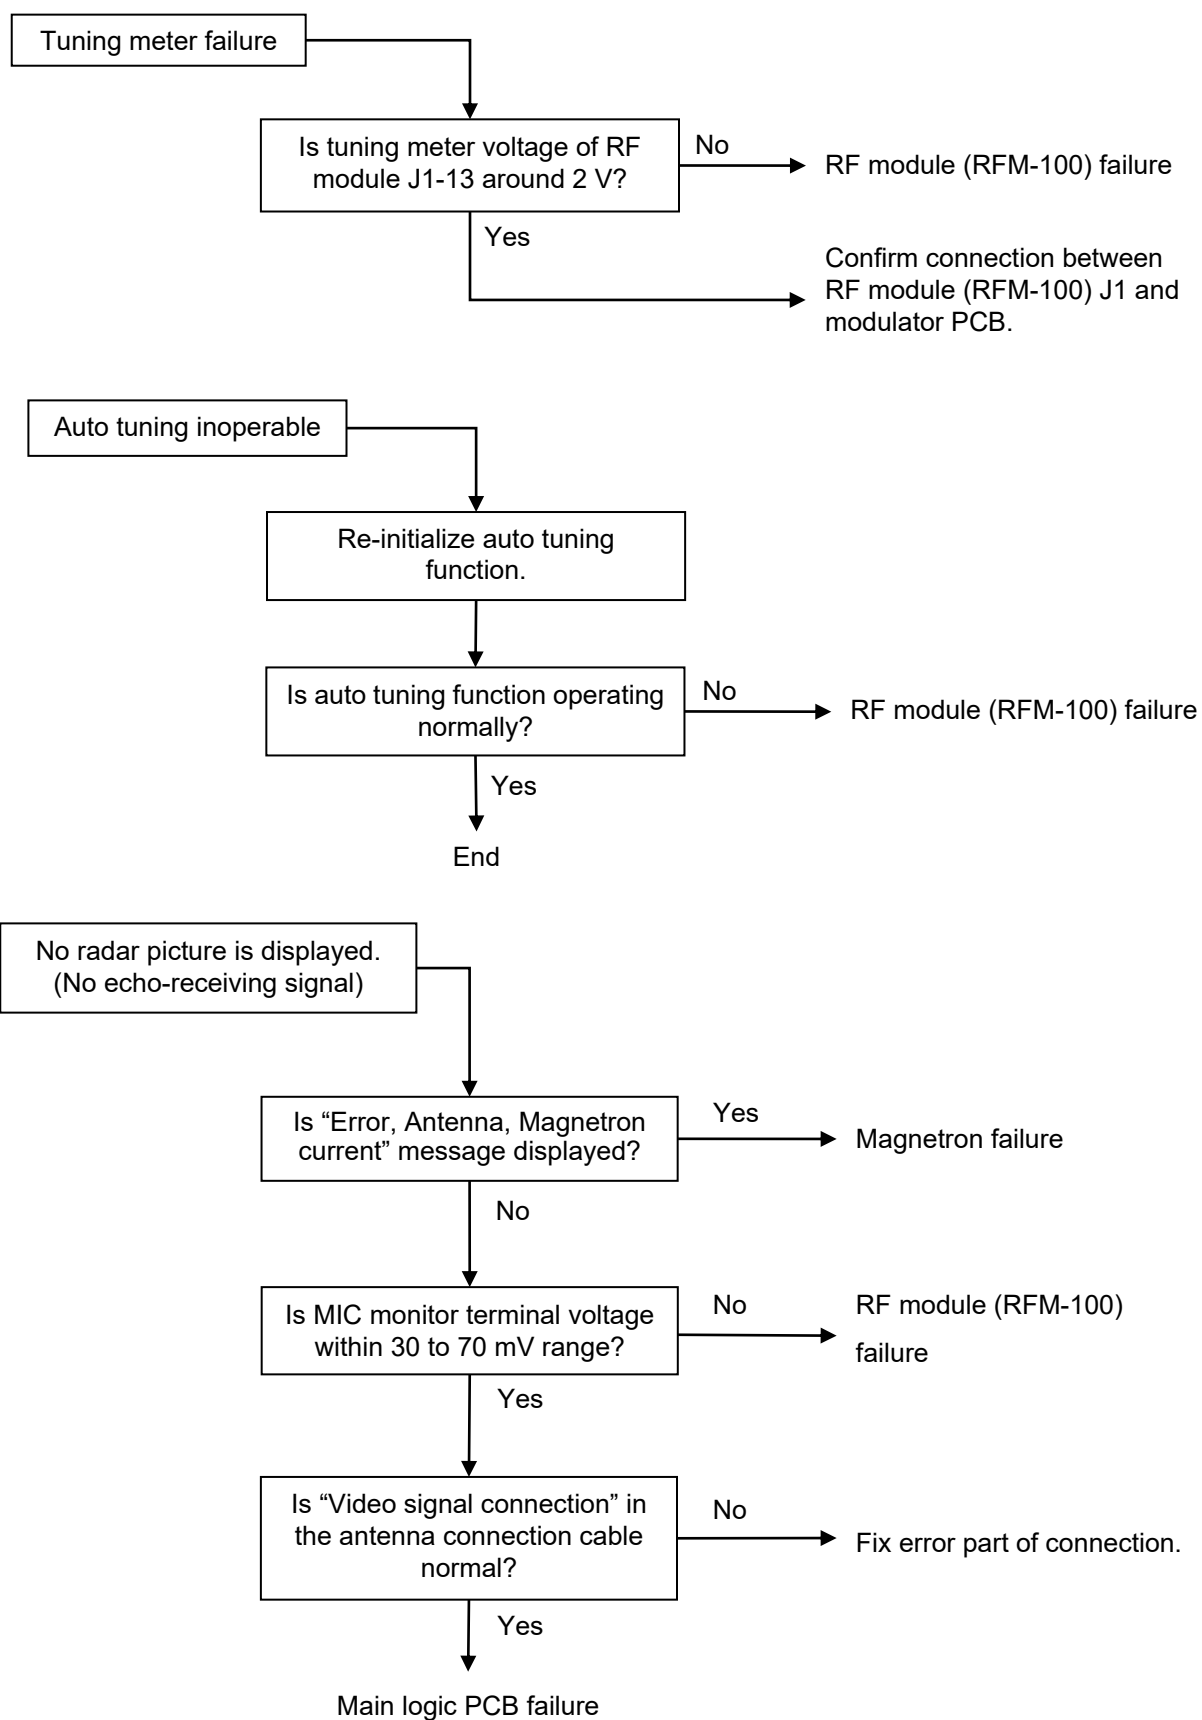 Tuning meter failure
Is tuning meter voltage of RF
module J1-13 around 2 V?
No
RF module (RFM-100) failure
Yes
Confirm connection between
RF module (RFM-100) J1 and
modulator PCB.
Auto tuning inoperable
Re-initialize auto tuning
function.
Is auto tuning function operating
normally?
No
RF module (RFM-100) failure
Yes
End
No radar picture is displayed.
(No echo-receiving signal)
Is “Error, Antenna, Magnetron
current” message displayed?
Yes
Magnetron failure
No
Is MIC monitor terminal voltage
within 30 to 70 mV range?
No
RF module (RFM-100)
failure
Yes
Is “Video signal connection” in
the antenna connection cable
normal?
No
Fix error part of connection.
Yes
Main logic PCB failure